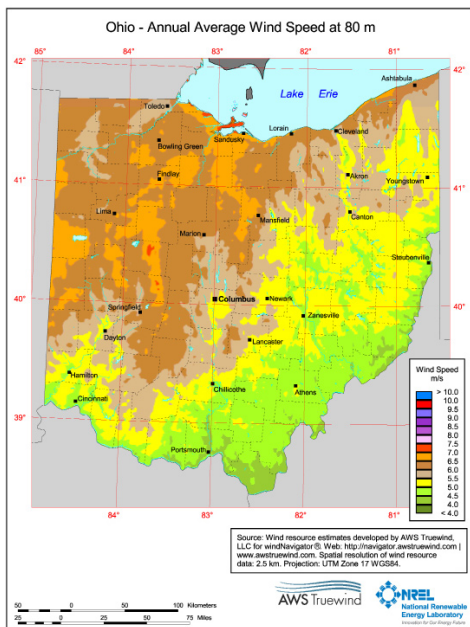 Ohio - Annual Average Wind Speed at 80 m
85° 84° 83° 82° 81°
42° 42°
Ashtabula
Lake Erie
Toledo
Cleveland
Lorain
Sandusky
Bowling Green
Akron
Youngstown
41° 41°
Findlay
Lima
Canton
Mansfield
Marion
Steubenville
40° 40°
Columbus
Newark
Springfield
Zanesville
Dayton
Lancaster
Hamilton
Chillicothe
Athens
Cincinnati
39° 39°
Portsmouth
84° 83° 82° 81°
Wind Speed
m/s
> 10.0
10.0
9.5
9.0
8.5
8.0
7.5
7.0
6.5
6.0
5.5
5.0
4.5
4.0
< 4.0
Source: Wind resource estimates developed by AWS Truewind,
LLC for windNavigator®. Web: http://navigator.awstruewind.com |
www.awstruewind.com. Spatial resolution of wind resource
data: 2.5 km. Projection: UTM Zone 17 WGS84.
50 0 50 100 Kilometers
25 0 25 50 75 Miles
AWS Truewind
NREL
National Renewable
Energy Laboratory
Innovation for Our Energy Future